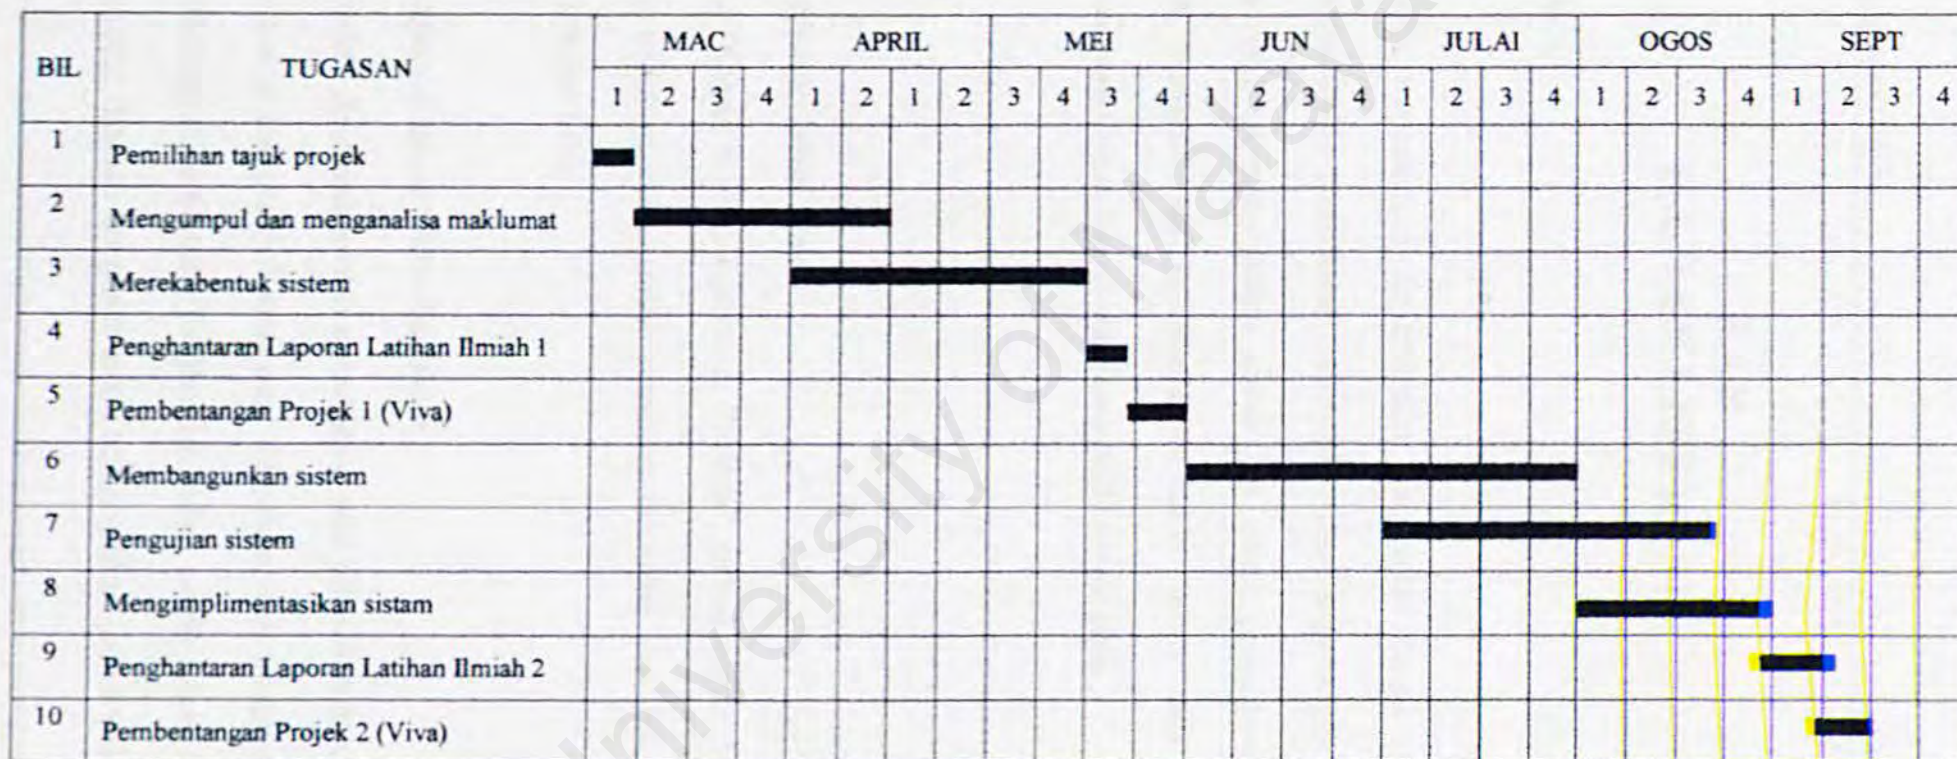 MAC APRIL MEI JUN JULAI OGOS SEPT
BIL TUGASAN
1 2 3 4 1 2 1 2 3 4 3 4 1 2 3 4 1 2 3 4 1 2 3 4 1 2 3 4
1 Pemilihan tajuk projek
2 Mengumpul dan menganalisa maklumat
3 Merekabentuk sistem
4 Penghantaran Laporan Latihan Ilmiah 1
5 Pembentangan Projek 1 (Viva)
6 Membangunkan sistem
7 Pengujian sistem
8 Mengimplimentasikan sistam
9 Penghantaran Laporan Latihan Ilmiah 2
10 Pembentangan Projek 2 (Viva)
University of Malaya